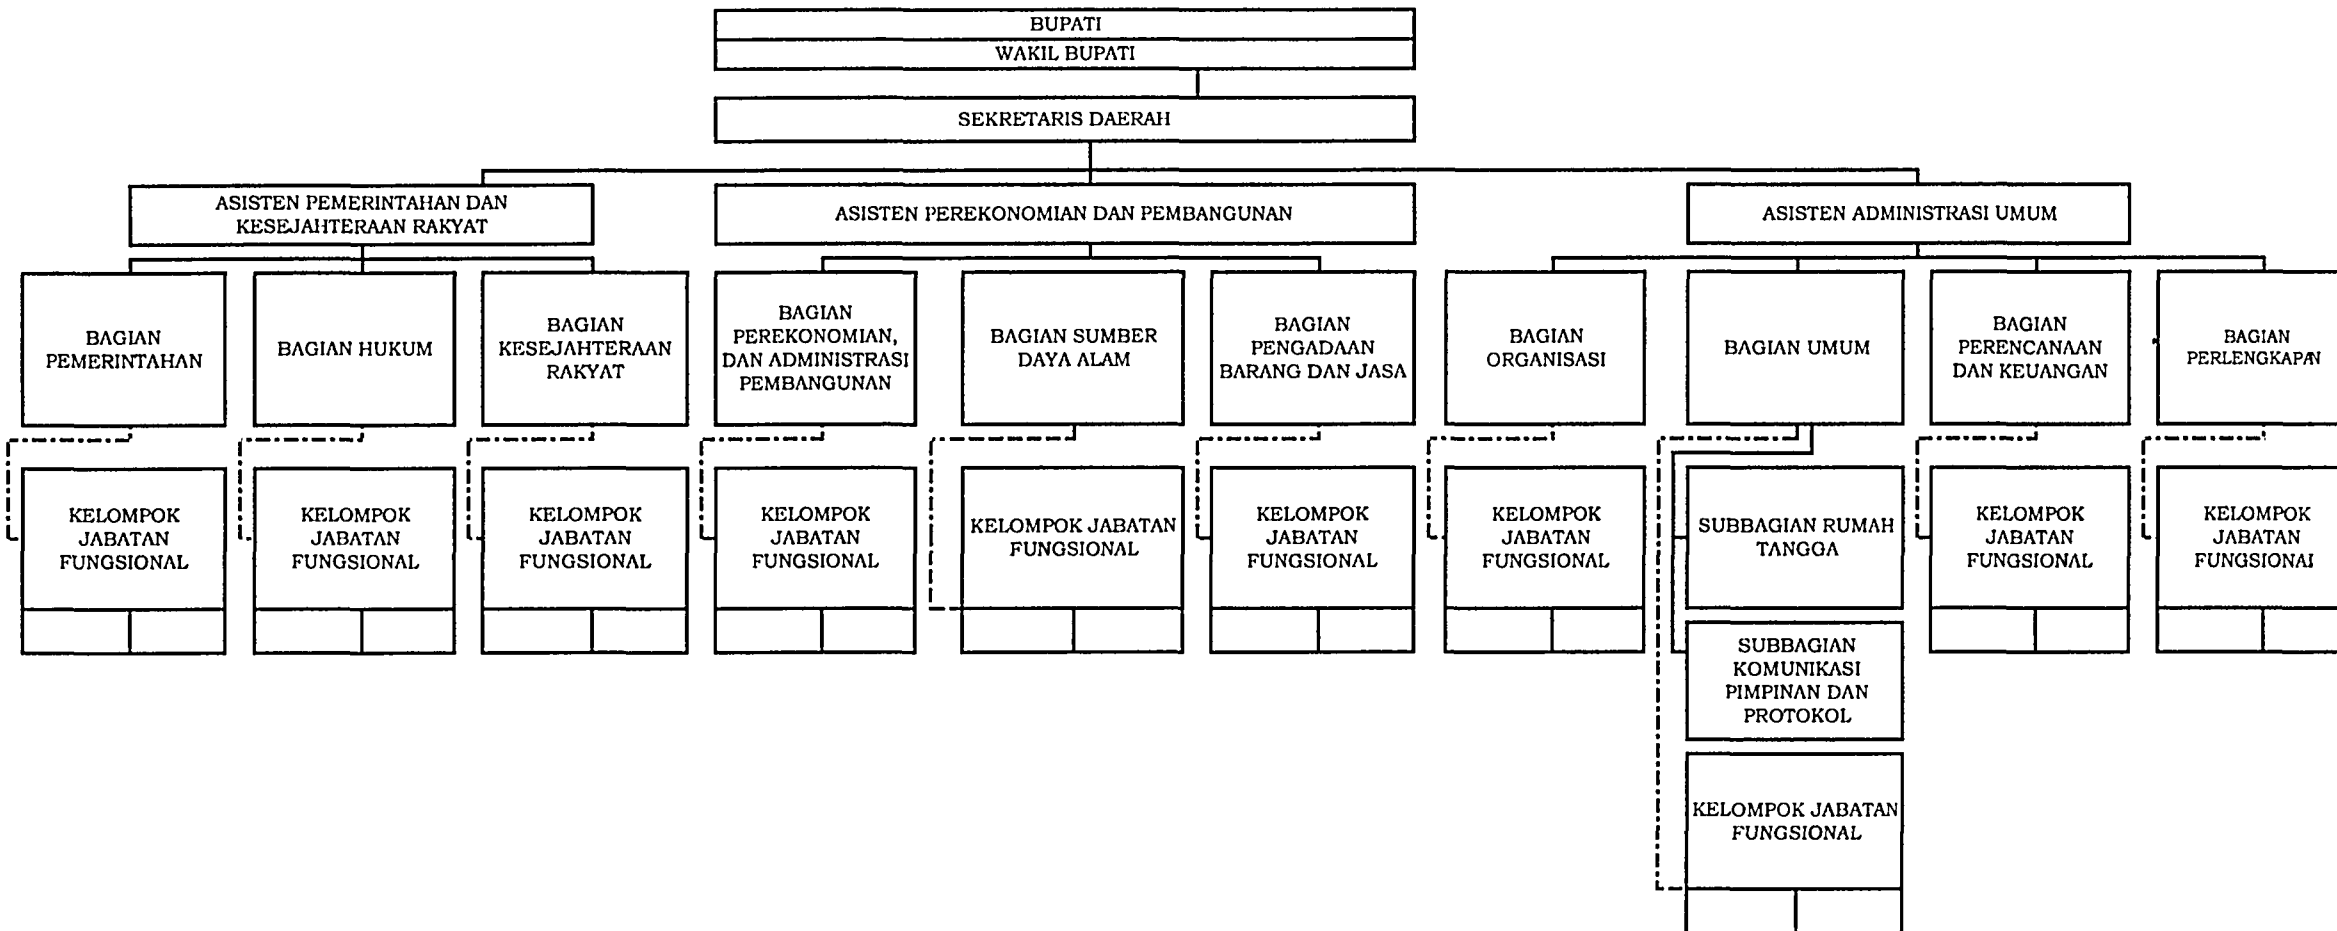 BUPATI
WAKIL BUPATI
SEKRETARIS DAERAH
ASISTEN PEMERINTAHAN DAN
KESEJAHTERAAN RAKYAT
ASISTEN PEREKONOMIAN DAN PEMBANGUNAN
ASISTEN ADMINISTRASI UMUM
BAGIAN
PEMERINTAHAN
BAGIAN HUKUM
BAGIAN
KESEJAHTERAAN
RAKYAT
BAGIAN
PEREKONOMIAN,
DAN ADMINISTRASI
PEMBANGUNAN
BAGIAN SUMBER
DAYA ALAM
BAGIAN
PENGADAAN
BARANG DAN JASA
BAGIAN
ORGANISASI
BAGIAN UMUM
BAGIAN
PERENCANAAN
DAN KEUANGAN
BAGIAN
PERLENGKAPAN
KELOMPOK
JABATAN
FUNGSIONAL
KELOMPOK
JABATAN
FUNGSIONAL
KELOMPOK
JABATAN
FUNGSIONAL
KELOMPOK
JABATAN
FUNGSIONAL
KELOMPOK JABATAN
FUNGSIONAL
KELOMPOK
JABATAN
FUNGSIONAL
KELOMPOK
JABATAN
FUNGSIONAL
SUBBAGIAN RUMAH
TANGGA
KELOMPOK
JABATAN
FUNGSIONAL
KELOMPOK
JABATAN
FUNGSIONAL
SUBBAGIAN
KOMUNIKASI
PIMPINAN DAN
PROTOKOL
KELOMPOK JABATAN
FUNGSIONAL